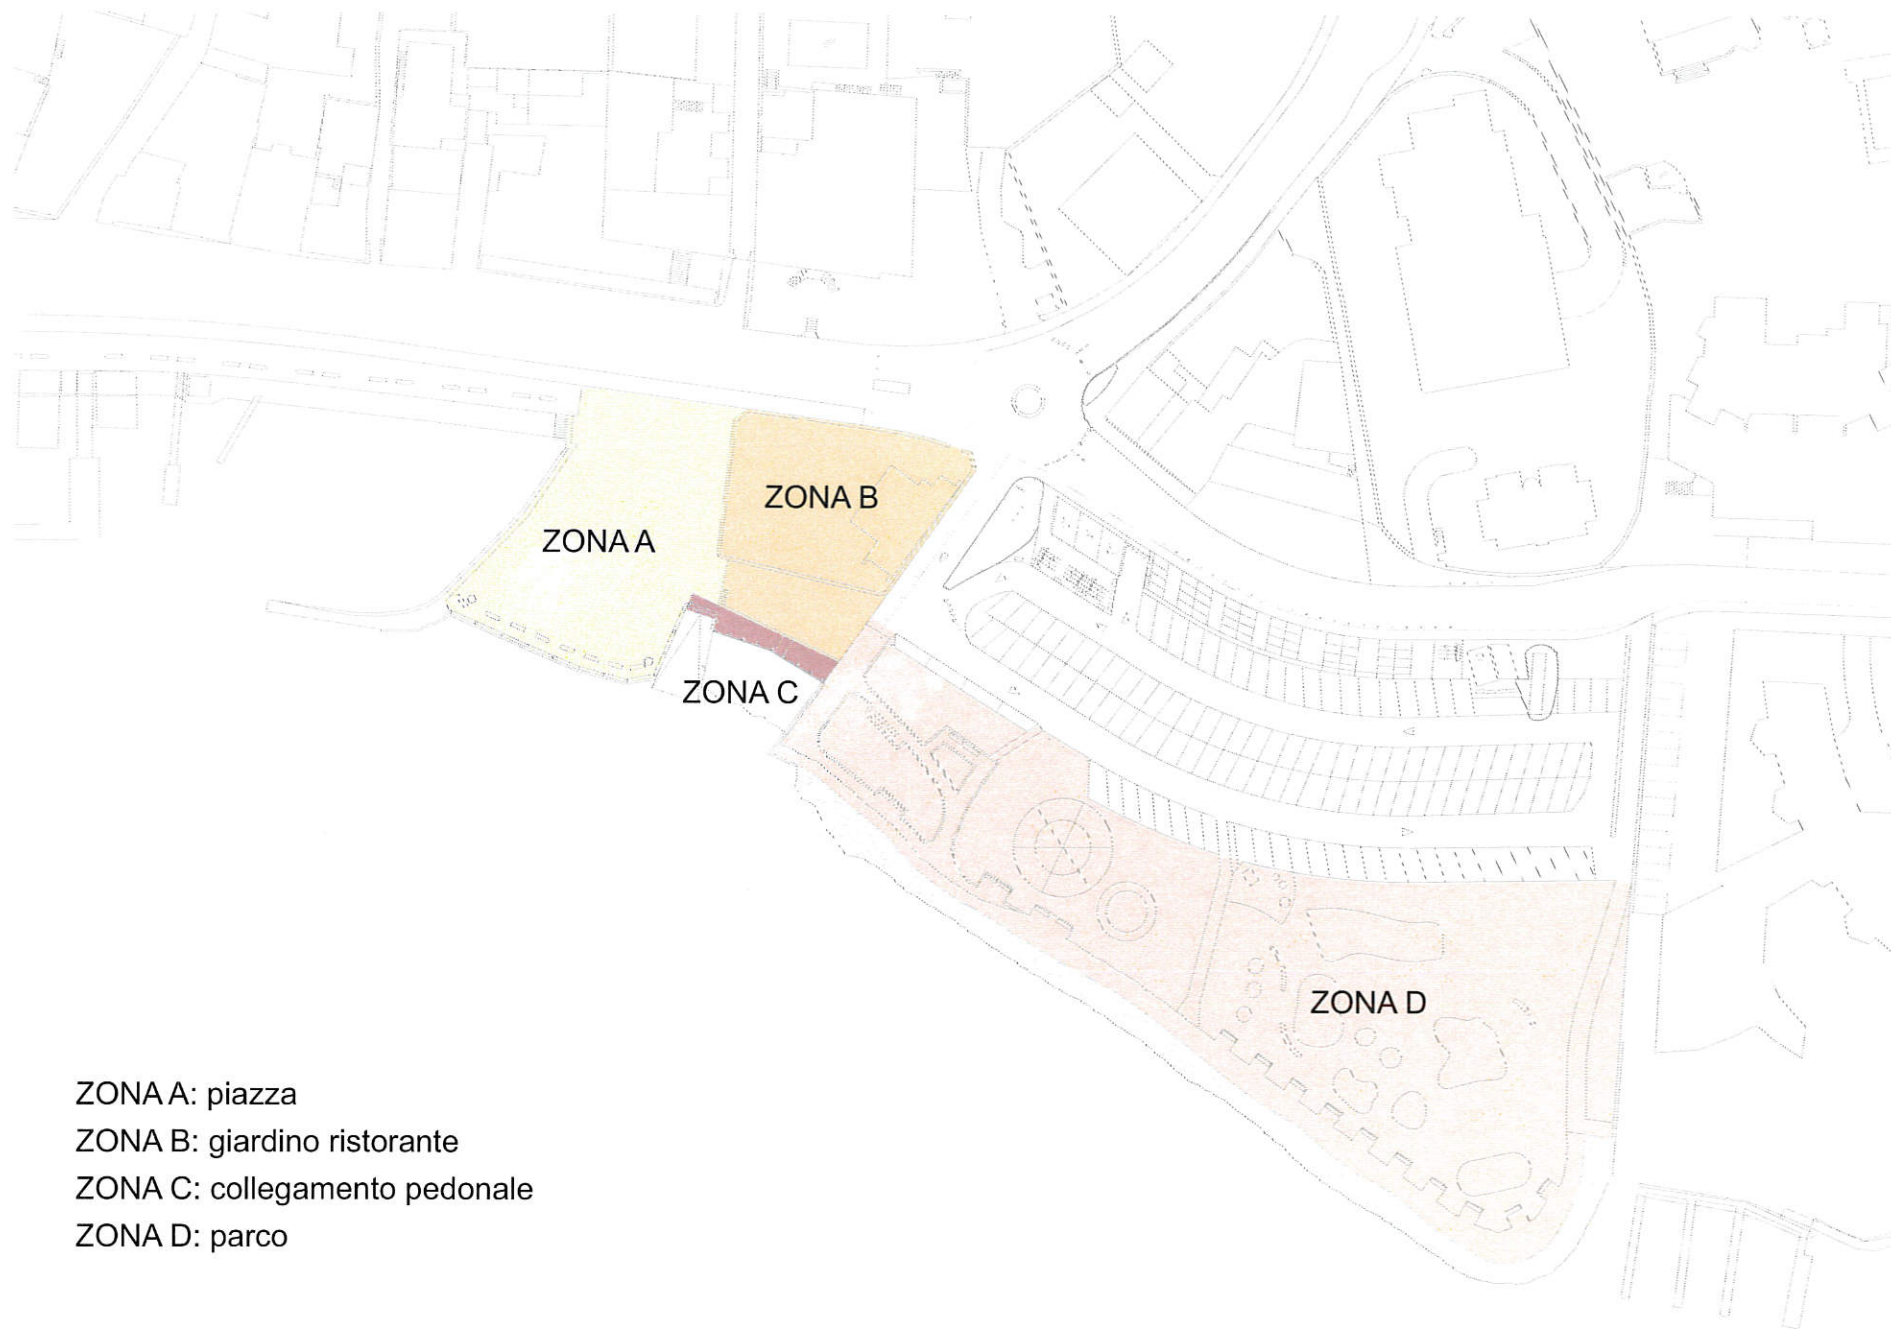 ZONA B
ZONA A
ZONA C
ZONA D
ZONA A: piazza
ZONA B: giardino ristorante
ZONA C: collegamento pedonale
ZONA D: parco